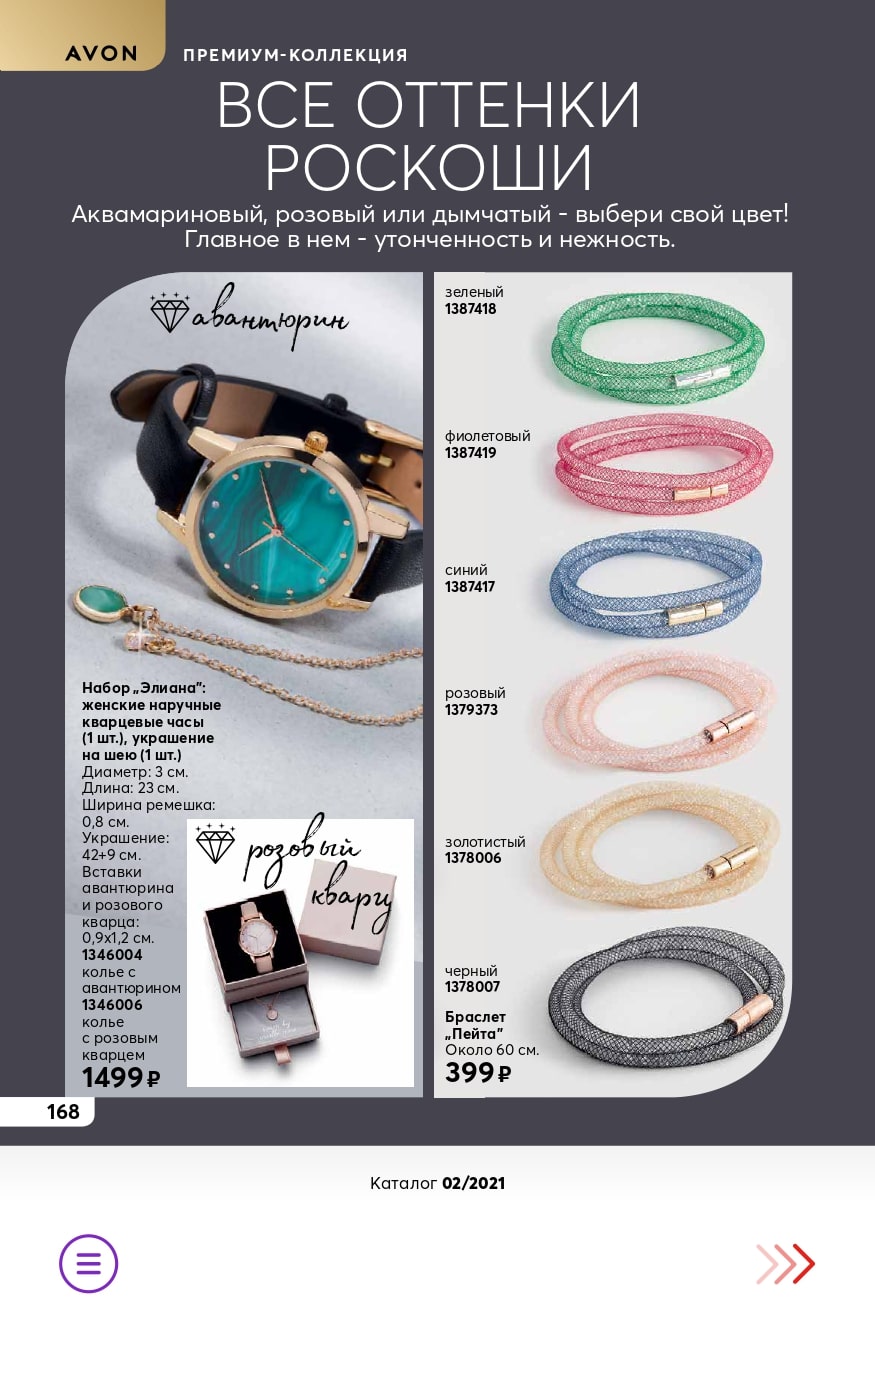 AVON
ПРЕМИУМ-КОЛЛЕКЦИЯ
ВСЕ ОТТЕНКИ
РОСКОШИ
Аквамариновый, розовый или дымчатый - выбери свой цвет!
Главное в нем - утонченность и нежность.
авантюрин
Набор „Элиана”:
женские наручные
кварцевые часы
(1 шт.), украшение
на шею (1 шт.)
Диаметр: 3 см.
Длина: 23 см.
Ширина ремешка:
0,8 см.
Украшение:
42+9 см.
Вставки
авантюрина
и розового
кварца:
0,9х1,2 см.
1346004
колье с
авантюрином
1346006
колье
с розовым
кварцем
1499 ₽
розовый
кварц
зеленый
1387418
фиолетовый
1387419
синий
1387417
розовый
1379373
золотистый
1378006
черный
1378007
Браслет
„Пейта”
Около 60 см.
399 ₽
168
Каталог 02/2021